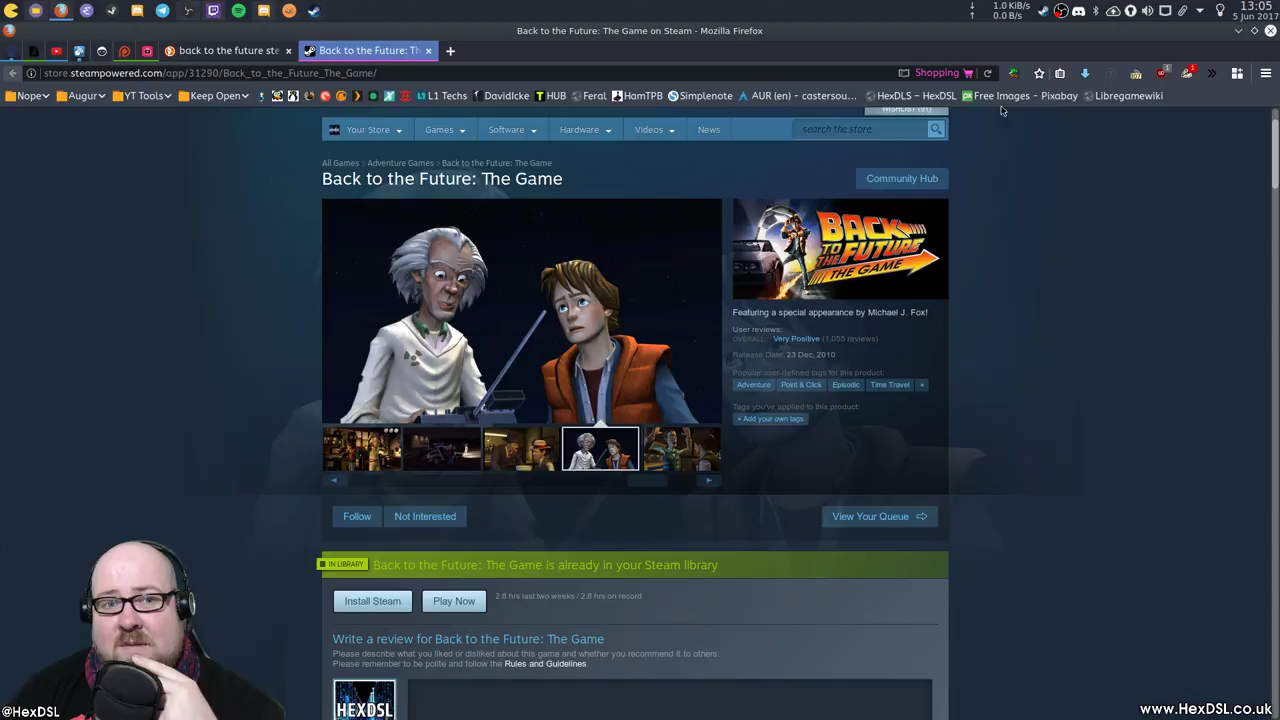 1.0 KiB/s
0.0 B/s
13:05
5 Jun 2017
Back to the Future: The Game on Steam - Mozilla Firefox
back to the future ste
Back to the Future: Th
store.steampowered.com/app/31290/Back_to_the_Future_The_Game/
Shopping
Nope
Augur
YT Tools
Keep Open
L1 Techs
DavidIcke
HUB
Feral
HamTPB
Simplenote
AUR (en) - castersou...
HexDLS – HexDSL
Free Images - Pixabay
Libregamewiki
WISHLIST (91)
Your Store
Games
Software
Hardware
Videos
News
search the store
All Games > Adventure Games > Back to the Future: The Game
Back to the Future: The Game
Community Hub
BACK TO THE FUTURE THE GAME
Featuring a special appearance by Michael J. Fox!
User reviews:
OVERALL: Very Positive (1,055 reviews)
Release Date: 23 Dec, 2010
Popular user-defined tags for this product:
Adventure
Point & Click
Episodic
Time Travel
+
Tags you've applied to this product:
+ Add your own tags
Follow
Not Interested
View Your Queue
IN LIBRARY
Back to the Future: The Game is already in your Steam library
Install Steam
Play Now
2.8 hrs last two weeks / 2.8 hrs on record
Write a review for Back to the Future: The Game
Please describe what you liked or disliked about this game and whether you recommend it to others.
Please remember to be polite and follow the Rules and Guidelines.
HEXDSL
@HexDSL
www.HexDSL.co.uk